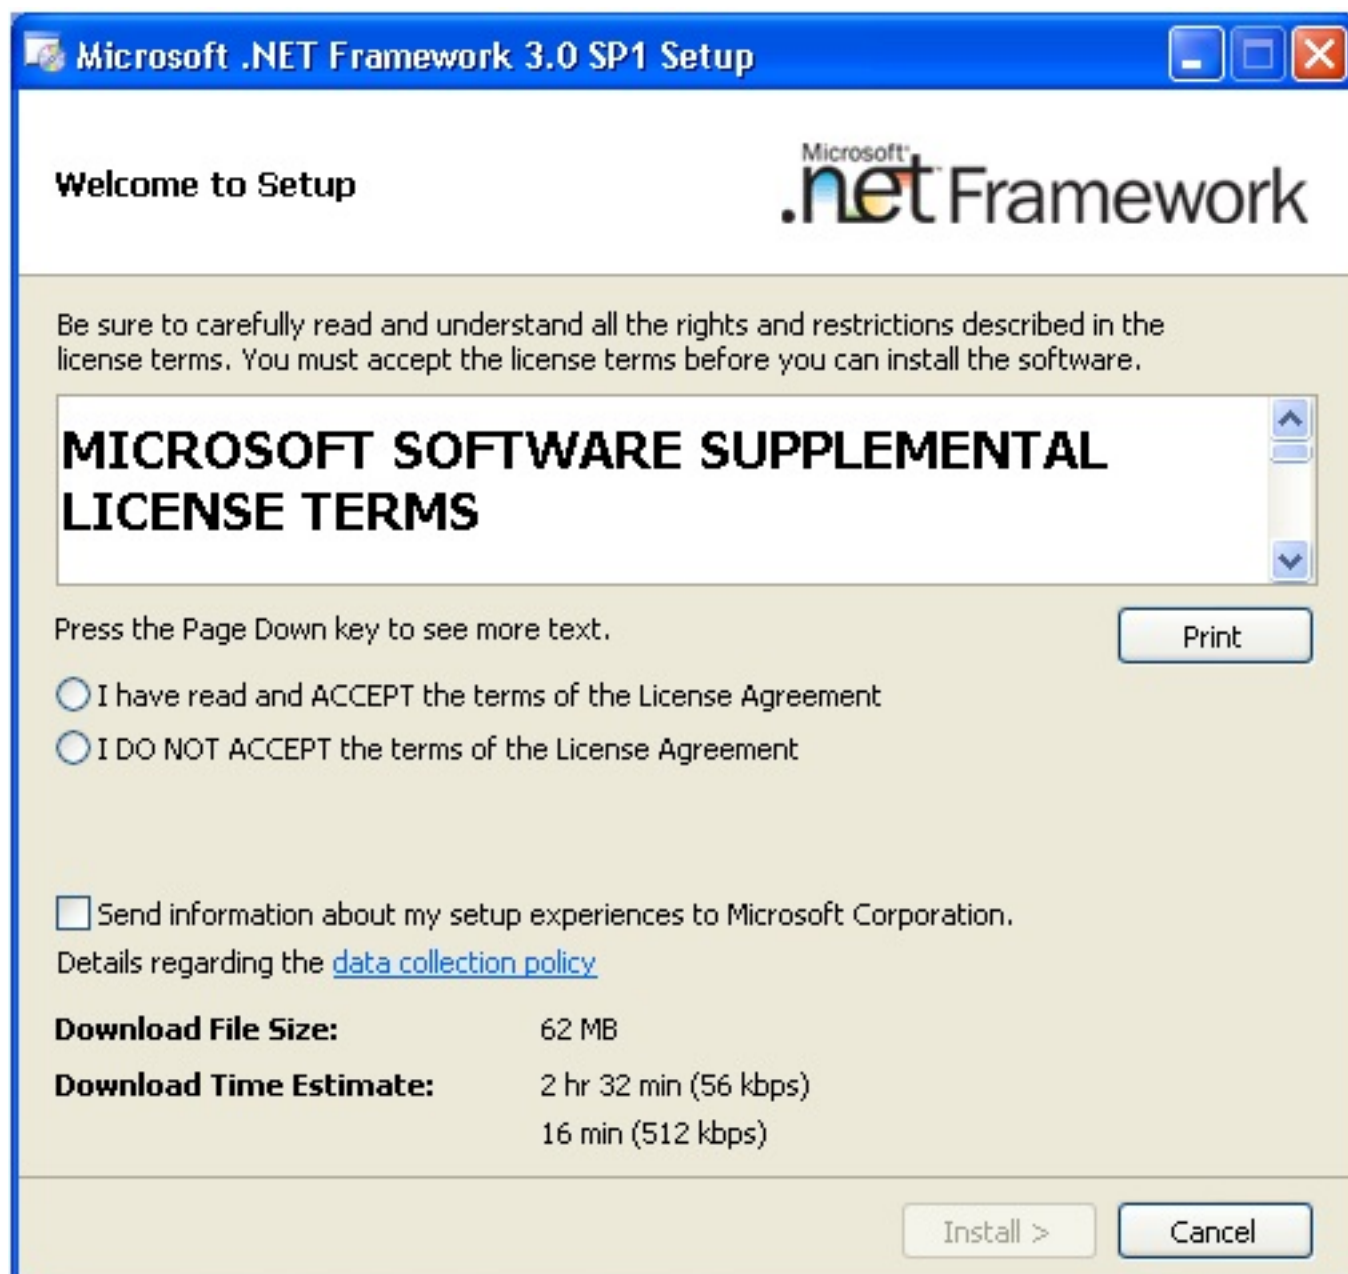 Microsoft .NET Framework 3.0 SP1 Setup
Welcome to Setup
Microsoft
.net Framework
Be sure to carefully read and understand all the rights and restrictions described in the
license terms. You must accept the license terms before you can install the software.
MICROSOFT SOFTWARE SUPPLEMENTAL
LICENSE TERMS
Press the Page Down key to see more text.
Print
I have read and ACCEPT the terms of the License Agreement
I DO NOT ACCEPT the terms of the License Agreement
Send information about my setup experiences to Microsoft Corporation.
Details regarding the data collection policy
Download File Size: 62 MB
Download Time Estimate: 2 hr 32 min (56 kbps)
16 min (512 kbps)
Install >
Cancel